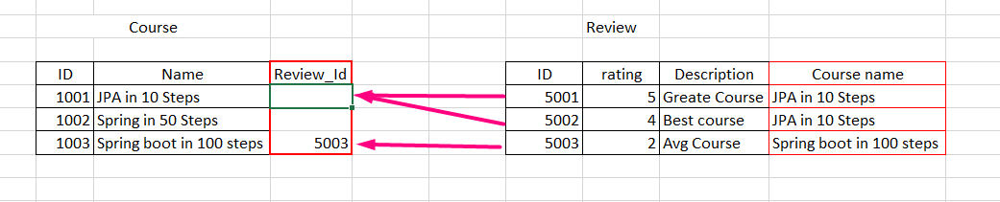 Course Review
ID Name Review_Id ID rating Description Course name
1001 JPA in 10 Steps 5001 5 Greate Course JPA in 10 Steps
1002 Spring in 50 Steps 5002 4 Best course JPA in 10 Steps
1003 Spring boot in 100 steps 5003 5003 2 Avg Course Spring boot in 100 steps